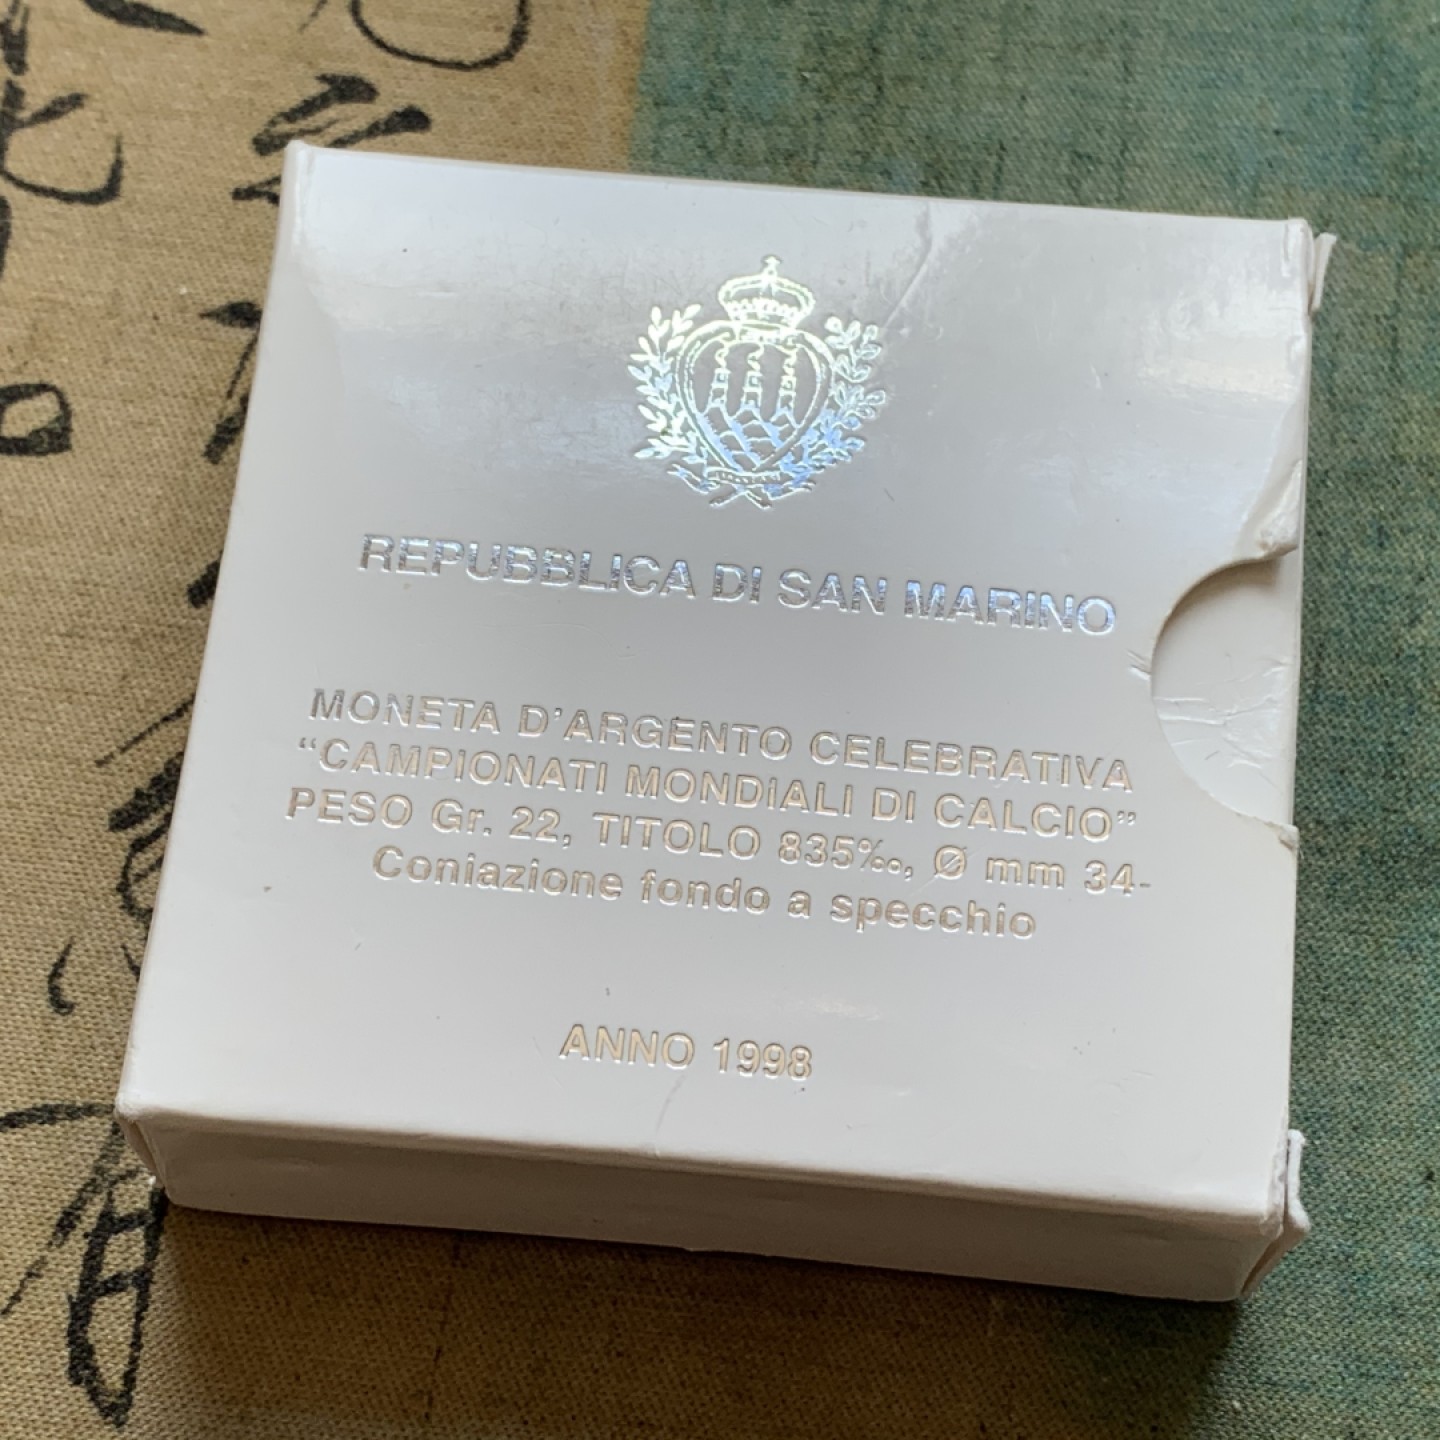 REPUBBLICA DI SAN MARINO
MONETA D'ARGENTO CELEBRATIVA
“CAMPIONATI MONDIALI DI CALCIO”
PESO Gr. 22, TITOLO 835‰, Ø mm 34-
Coniazione fondo a specchio
ANNO 1998